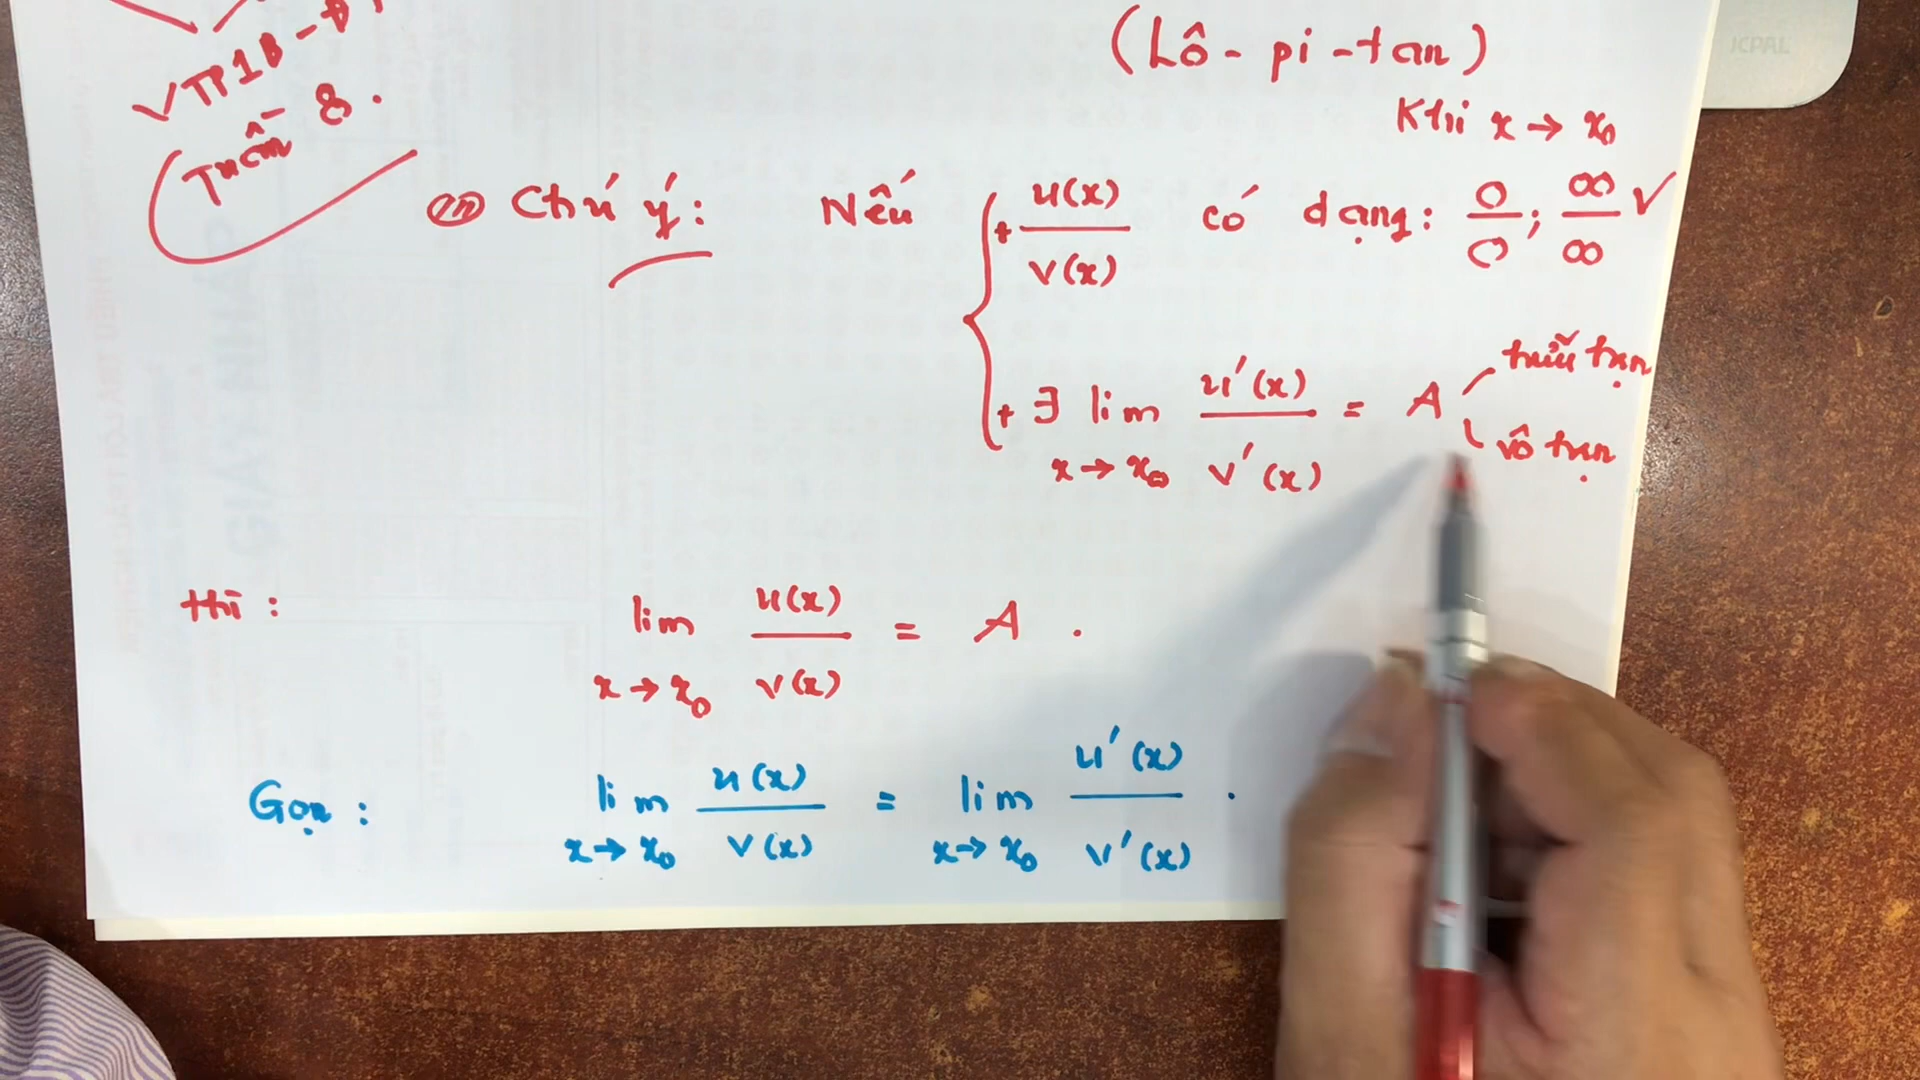 (Lô-pi-tan)
VTP1B-Đ
Tuần 8.
Khi x → x₀
Chú ý: Nếu { + u(x)/v(x) có dạng: 0/0; ∞/∞ ✓
+ ∃ lim x→x₀ u'(x)/v'(x) = A
hữu hạn
vô hạn
thì: lim x→x₀ u(x)/v(x) = A.
Gọn: lim x→x₀ u(x)/v(x) = lim x→x₀ u'(x)/v'(x).